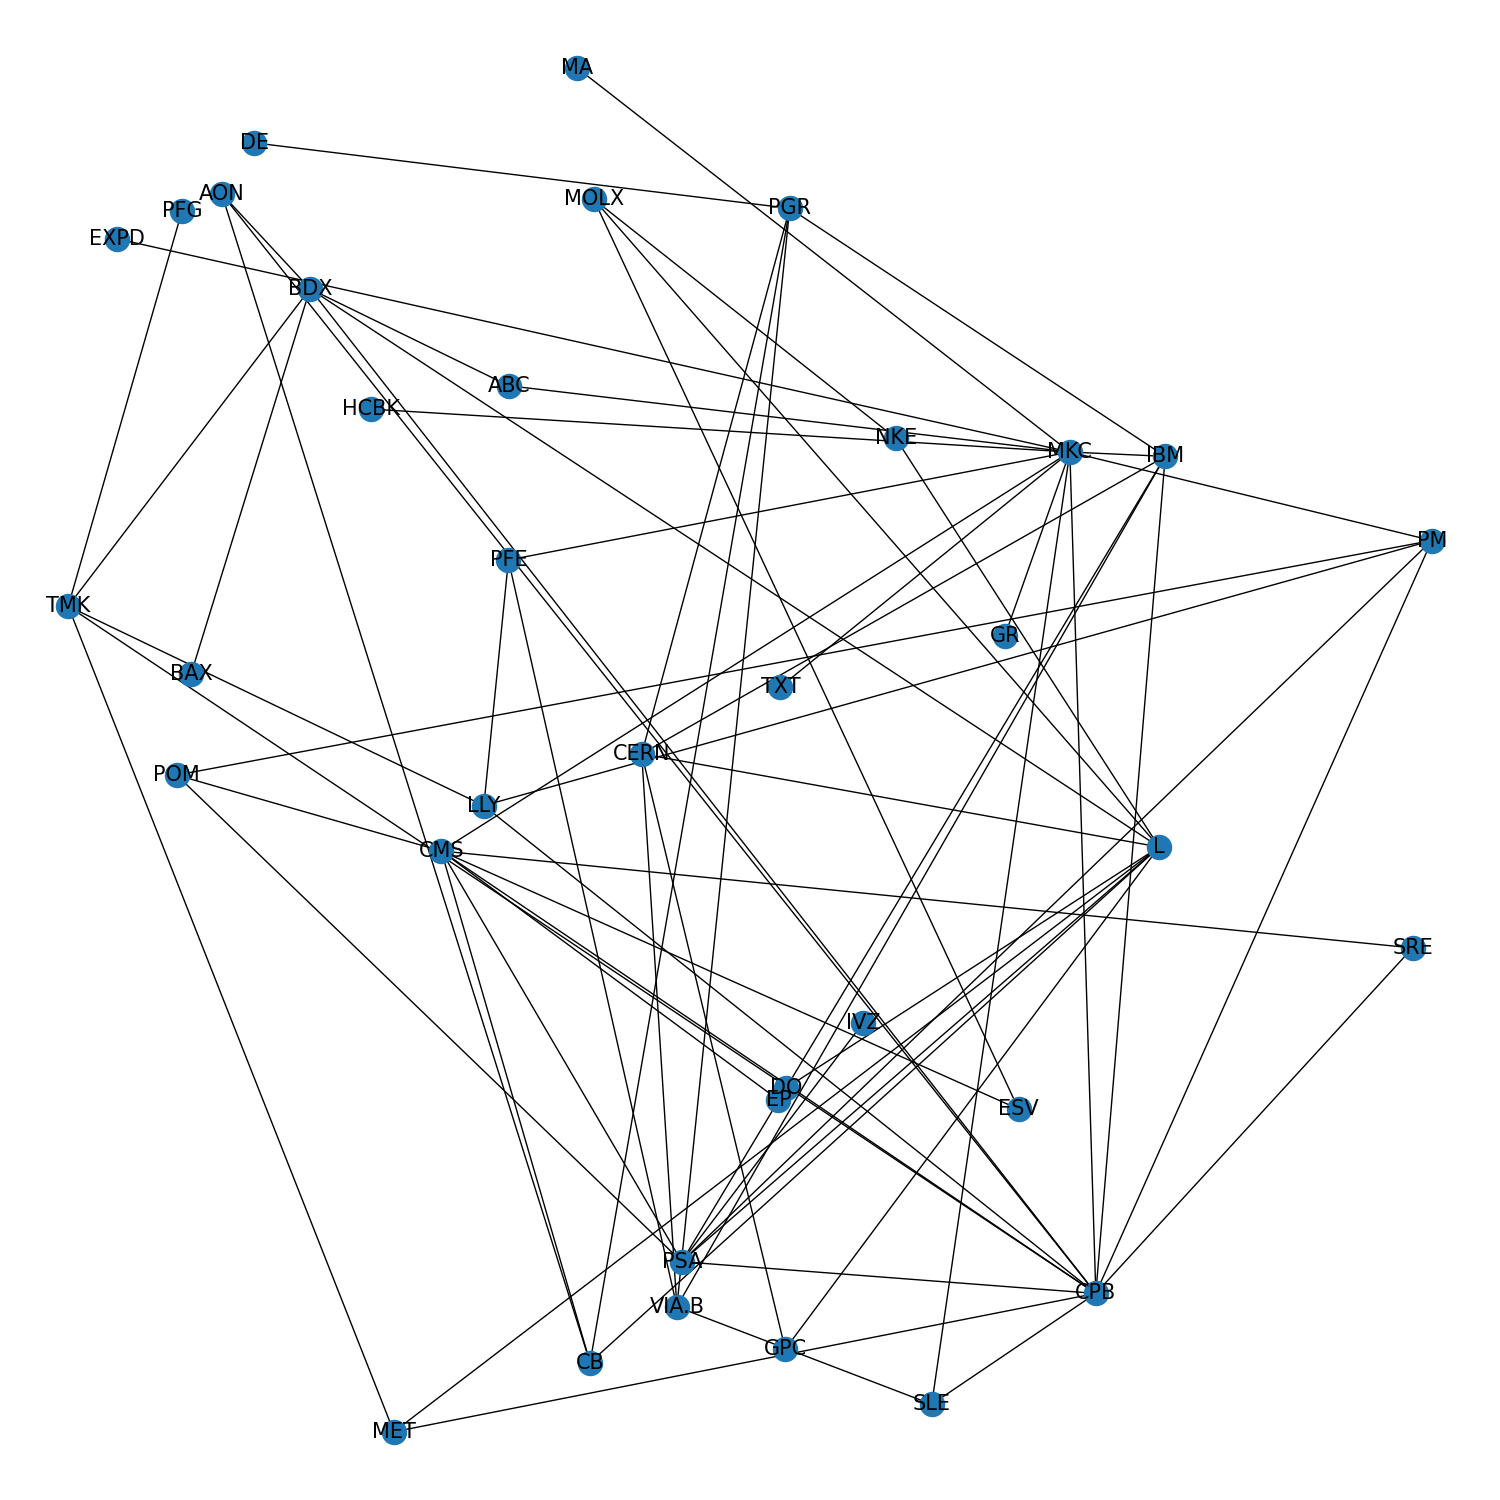 MA
DE
AON
MOLX
PFG
PGR
EXPD
BDX
ABC
HCBK
NKE
MKC
IBM
PM
PFE
TMK
GR
BAX
TXT
CERN
POM
LLY
CMS
L
SRE
IVZ
DO
EP
ESV
PSA
CPB
VIA.B
GPC
CB
SLE
MET